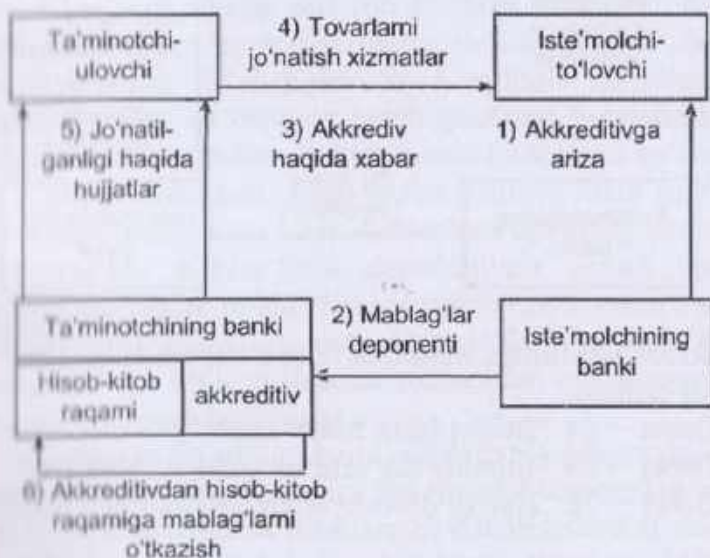 Ta'minotchi-
ulovchi
4) Tovarlarni
jo'natish xizmatlar
Iste'molchi-
to'lovchi
5) Jo'natil-
ganligi haqida
hujjatlar
3) Akkrediv
haqida xabar
1) Akkreditivga
ariza
Ta'minotchining banki
Hisob-kitob
raqami
akkreditiv
2) Mablag'lar
deponenti
Iste'molchining
banki
6) Akkreditivdan hisob-kitob
raqamiga mablag'larni
o'tkazish